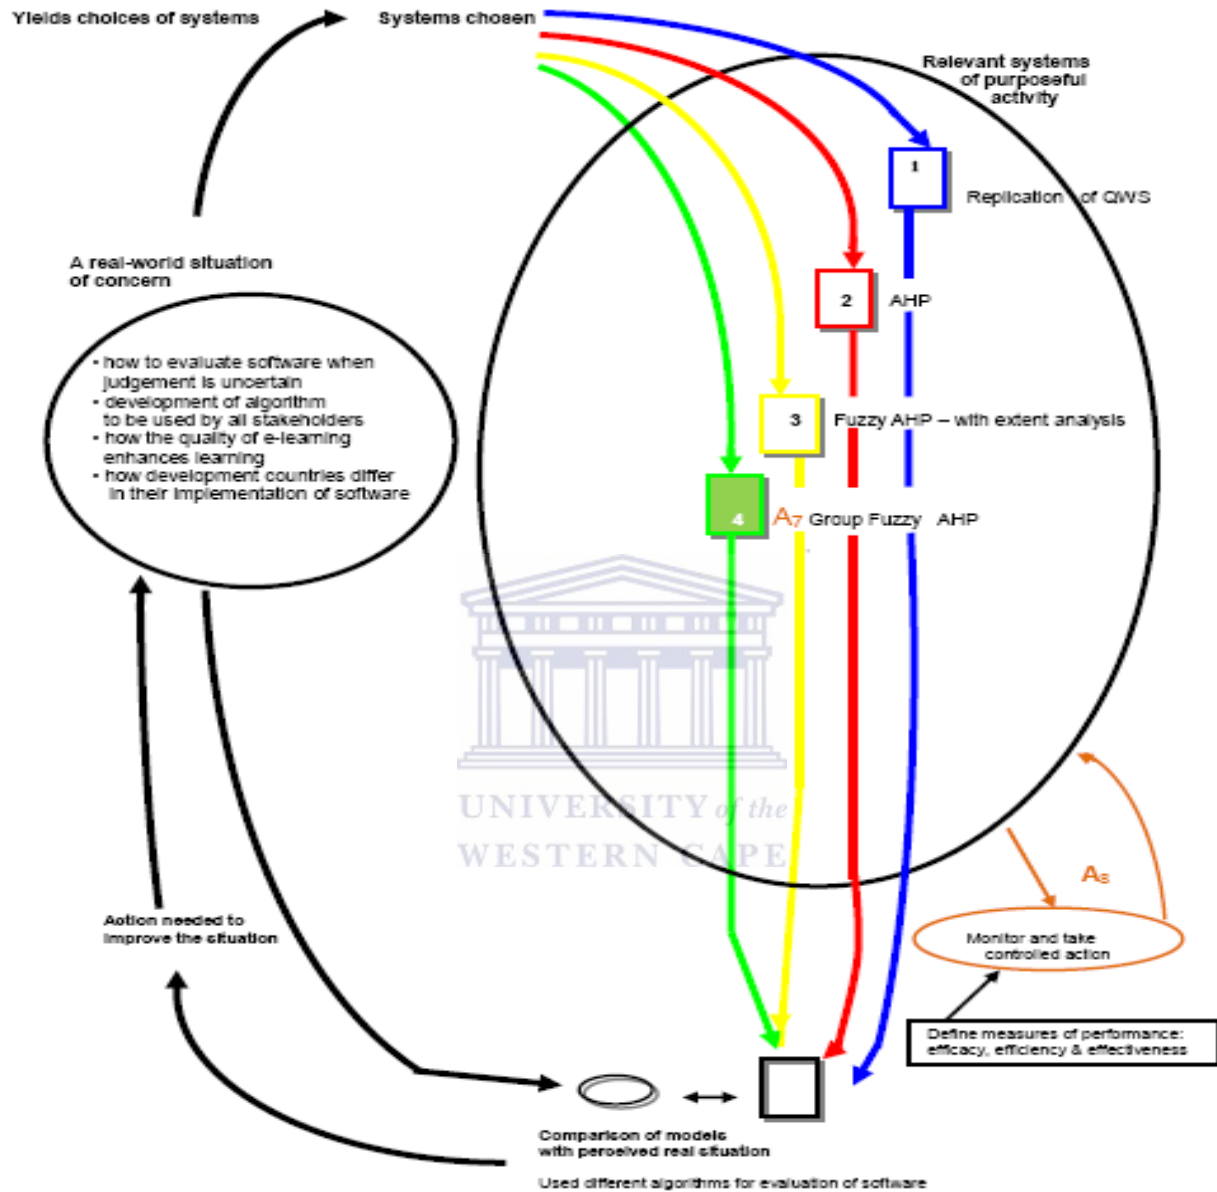 Yields choices of systems
Systems chosen
Relevant systems
of purposeful
activity
1
Replication of QWS
A real-world situation
of concern
2
AHP
• how to evaluate software when
judgement is uncertain
• development of algorithm
to be used by all stakeholders
• how the quality of e-learning
enhances learning
• how development countries differ
in their implementation of software
3
Fuzzy AHP – with extent analysis
4
A7 Group Fuzzy AHP
UNIVERSITY of the
WESTERN CAPE
A8
Action needed to
improve the situation
Monitor and take
controlled action
Define measures of performance:
efficacy, efficiency & effectiveness
Comparison of models
with perceived real situation
Used different algorithms for evaluation of software